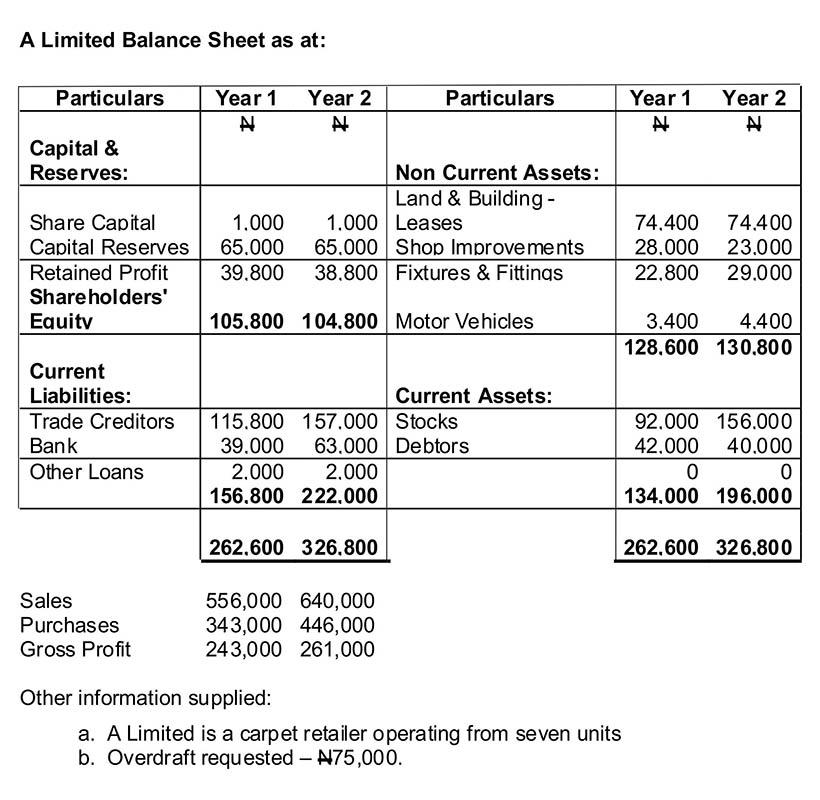 A Limited Balance Sheet as at:
Particulars Year 1 Year 2 Particulars Year 1 Year 2
₦ ₦ ₦ ₦
Capital &
Reserves: Non Current Assets:
Land & Building -
Share Capital 1.000 1.000 Leases 74.400 74.400
Capital Reserves 65.000 65.000 Shop Improvements 28.000 23.000
Retained Profit 39.800 38.800 Fixtures & Fittings 22.800 29.000
Shareholders'
Equity 105.800 104.800 Motor Vehicles 3.400 4.400
128.600 130.800
Current
Liabilities: Current Assets:
Trade Creditors 115.800 157.000 Stocks 92.000 156.000
Bank 39.000 63.000 Debtors 42.000 40.000
Other Loans 2.000 2.000 0 0
156.800 222.000 134.000 196.000
262.600 326.800 262.600 326.800
Sales 556,000 640,000
Purchases 343,000 446,000
Gross Profit 243,000 261,000
Other information supplied:
a. A Limited is a carpet retailer operating from seven units
b. Overdraft requested – ₦75,000.